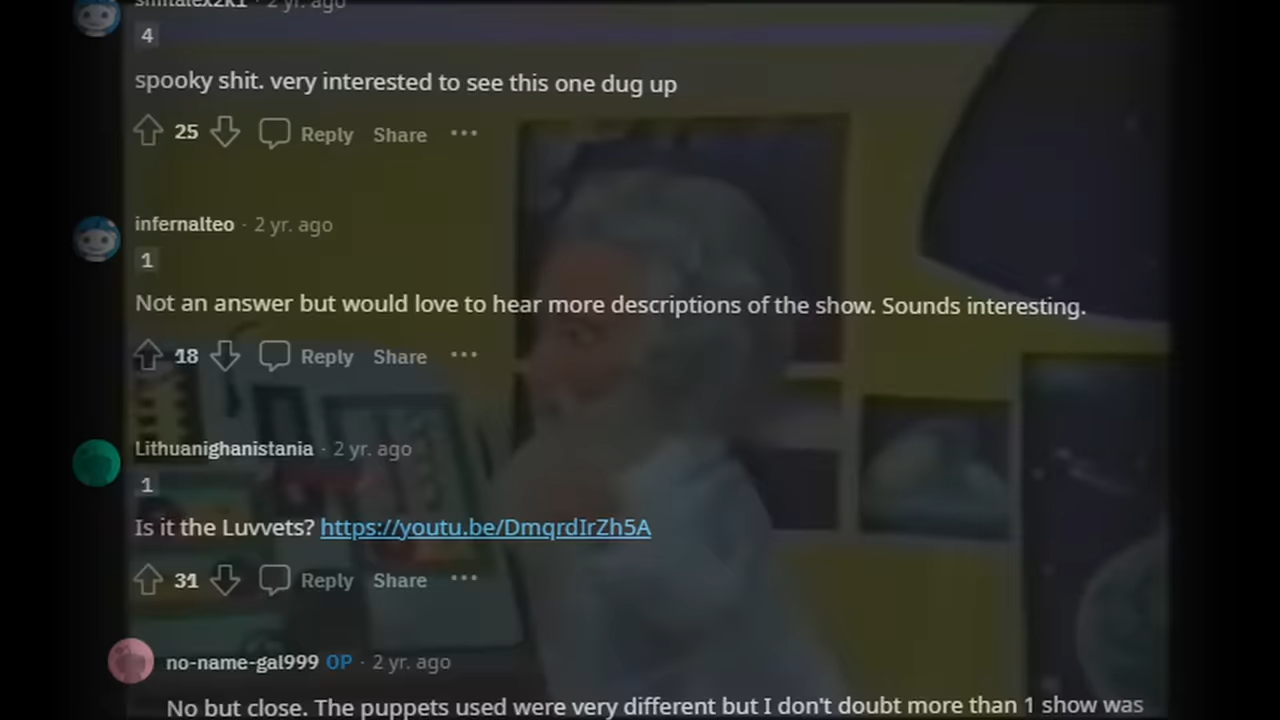 smitalex2k1 · 2 yr. ago
4
spooky shit. very interested to see this one dug up
25 Reply Share ...
infernalteo · 2 yr. ago
1
Not an answer but would love to hear more descriptions of the show. Sounds interesting.
18 Reply Share ...
Lithuanighanistania · 2 yr. ago
1
Is it the Luvvets? https://youtu.be/DmqrdIrZh5A
31 Reply Share ...
no-name-gal999 OP · 2 yr. ago
No but close. The puppets used were very different but I don't doubt more than 1 show was